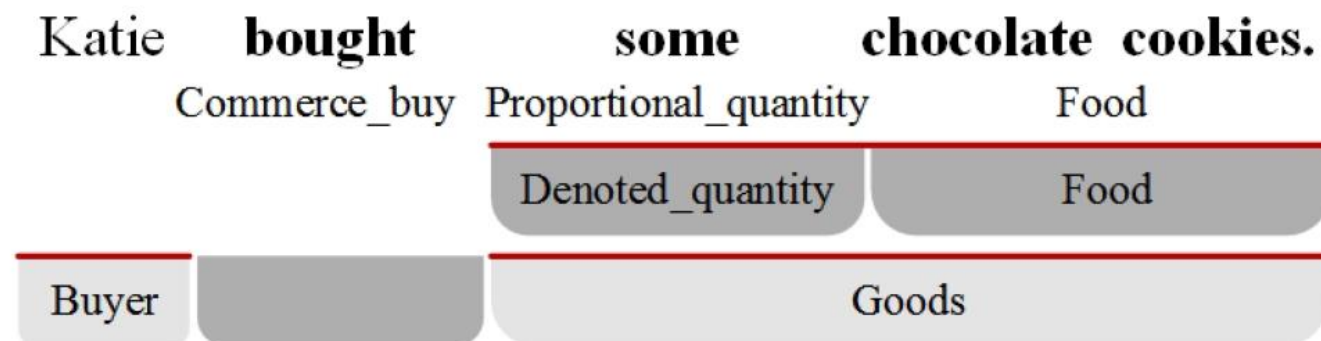 Katie bought some chocolate cookies.
Commerce_buy Proportional_quantity Food
Denoted_quantity Food
Buyer Goods